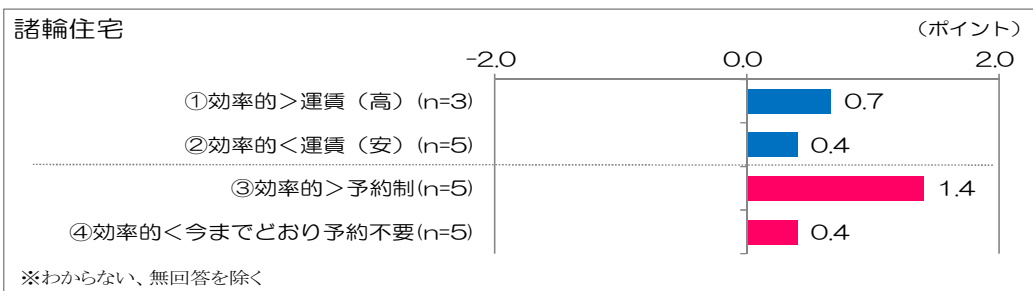 諸輪住宅
（ポイント）
-2.0 0.0 2.0
①効率的＞運賃（高）(n=3) 0.7
②効率的＜運賃（安）(n=5) 0.4
③効率的＞予約制(n=5) 1.4
④効率的＜今までどおり予約不要(n=5) 0.4
※わからない、無回答を除く